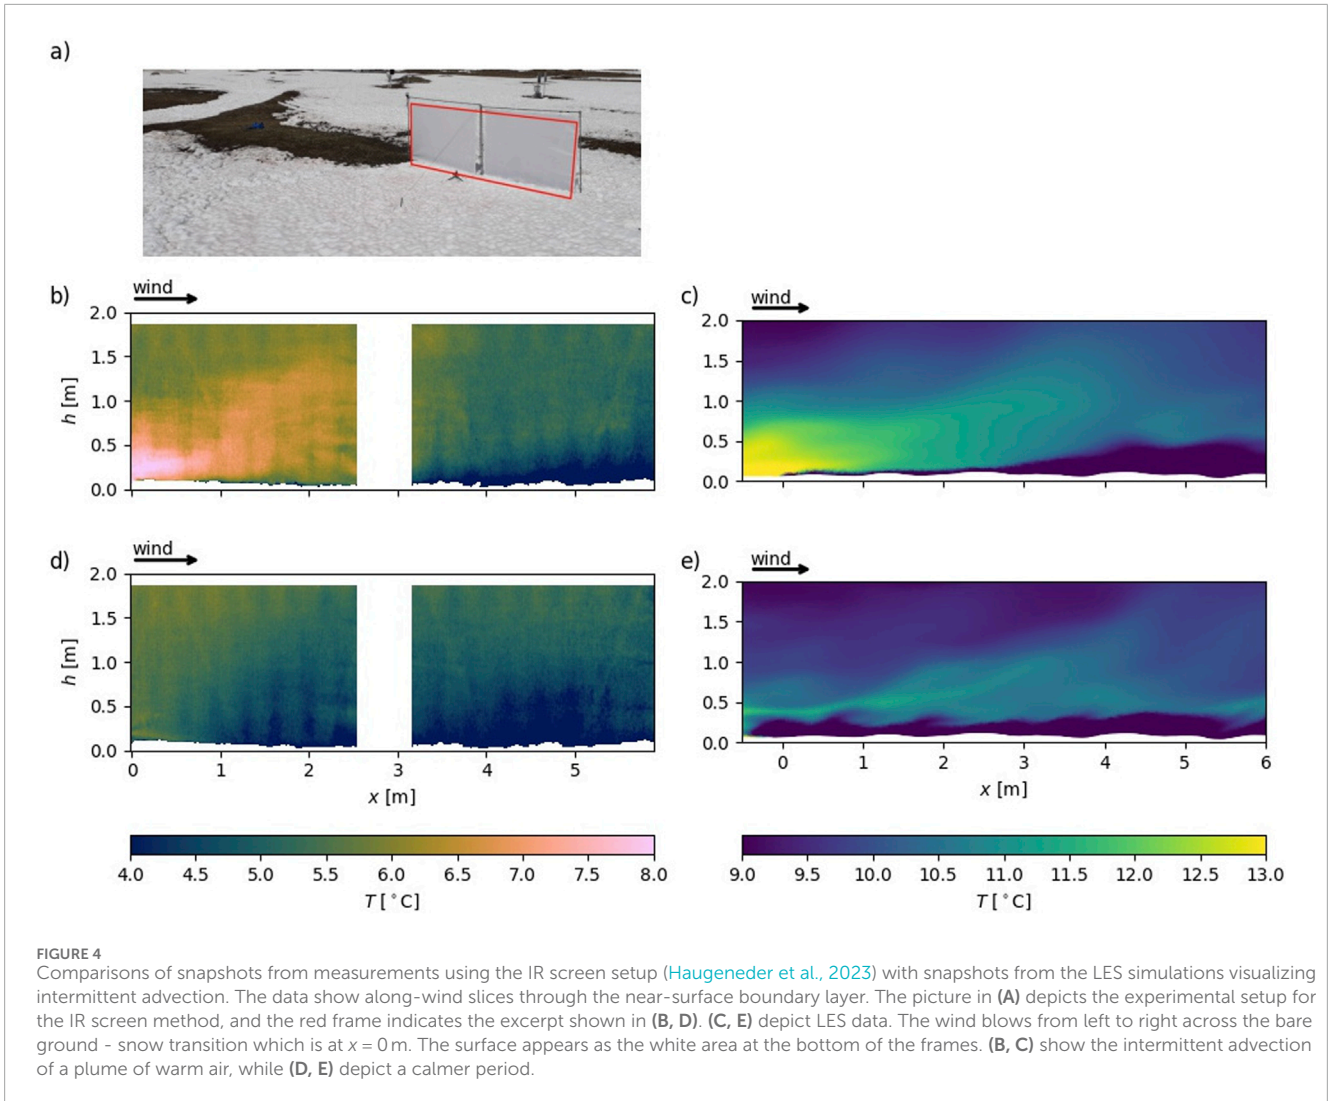 a)
b)
wind
2.0
1.5
1.0
0.5
0.0
h [m]
c)
wind
2.0
1.5
1.0
0.5
0.0
d)
wind
2.0
1.5
1.0
0.5
0.0
h [m]
0 1 2 3 4 5
x [m]
e)
wind
2.0
1.5
1.0
0.5
0.0
0 1 2 3 4 5 6
x [m]
4.0 4.5 5.0 5.5 6.0 6.5 7.0 7.5 8.0
T [°C]
9.0 9.5 10.0 10.5 11.0 11.5 12.0 12.5 13.0
T [°C]
FIGURE 4
Comparisons of snapshots from measurements using the IR screen setup (Haugeneder et al., 2023) with snapshots from the LES simulations visualizing
intermittent advection. The data show along-wind slices through the near-surface boundary layer. The picture in (A) depicts the experimental setup for
the IR screen method, and the red frame indicates the excerpt shown in (B, D). (C, E) depict LES data. The wind blows from left to right across the bare
ground - snow transition which is at x = 0 m. The surface appears as the white area at the bottom of the frames. (B, C) show the intermittent advection
of a plume of warm air, while (D, E) depict a calmer period.